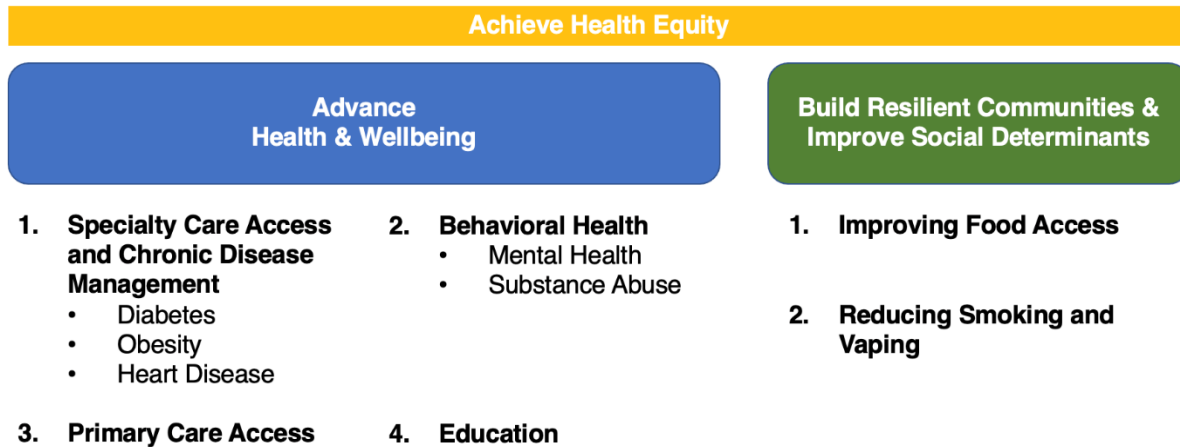 Achieve Health Equity
Advance
Health & Wellbeing
1. Specialty Care Access
and Chronic Disease
Management
• Diabetes
• Obesity
• Heart Disease
2. Behavioral Health
• Mental Health
• Substance Abuse
3. Primary Care Access
4. Education
Build Resilient Communities &
Improve Social Determinants
1. Improving Food Access
2. Reducing Smoking and
Vaping